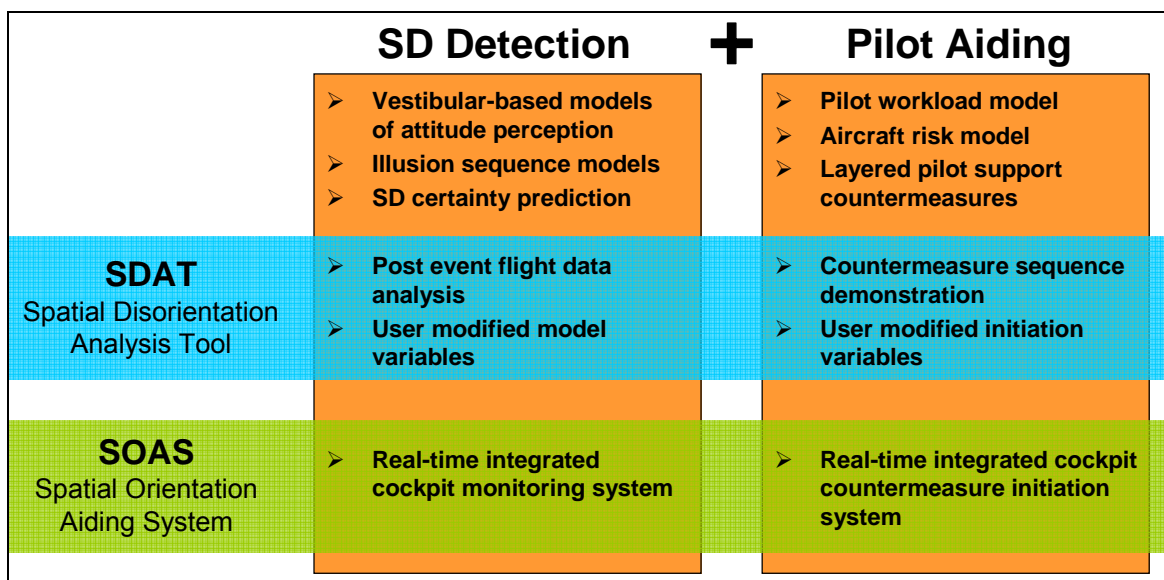 SD Detection + Pilot Aiding
➢ Vestibular-based models
of attitude perception
➢ Illusion sequence models
➢ SD certainty prediction
➢ Pilot workload model
➢ Aircraft risk model
➢ Layered pilot support
countermeasures
SDAT
Spatial Disorientation
Analysis Tool
➢ Post event flight data
analysis
➢ User modified model
variables
➢ Countermeasure sequence
demonstration
➢ User modified initiation
variables
SOAS
Spatial Orientation
Aiding System
➢ Real-time integrated
cockpit monitoring system
➢ Real-time integrated cockpit
countermeasure initiation
system